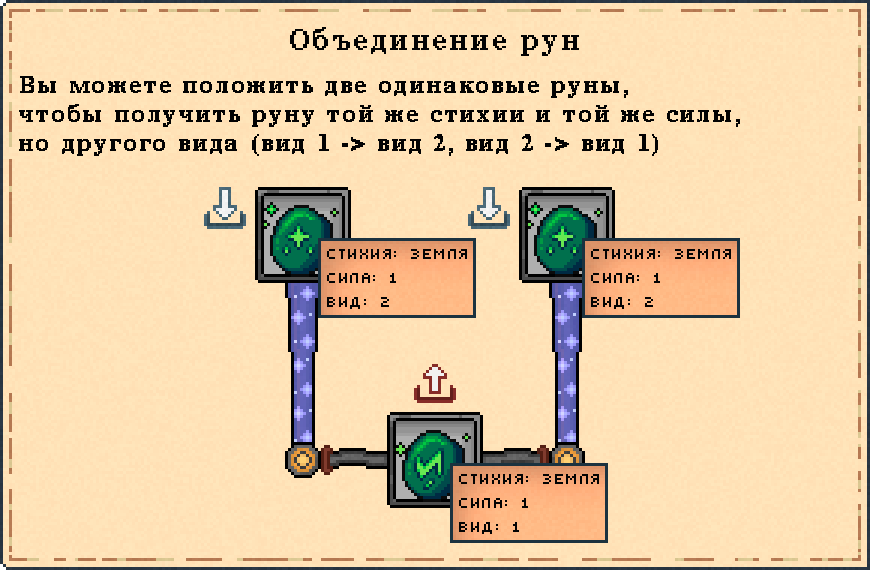 Объединение рун
Вы можете положить две одинаковые руны,
чтобы получить руну той же стихии и той же силы,
но другого вида (вид 1 -> вид 2, вид 2 -> вид 1)
СТИХИЯ: ЗЕМЛЯ
СИЛА: 1
ВИД: 2
СТИХИЯ: ЗЕМЛЯ
СИЛА: 1
ВИД: 2
СТИХИЯ: ЗЕМЛЯ
СИЛА: 1
ВИД: 1